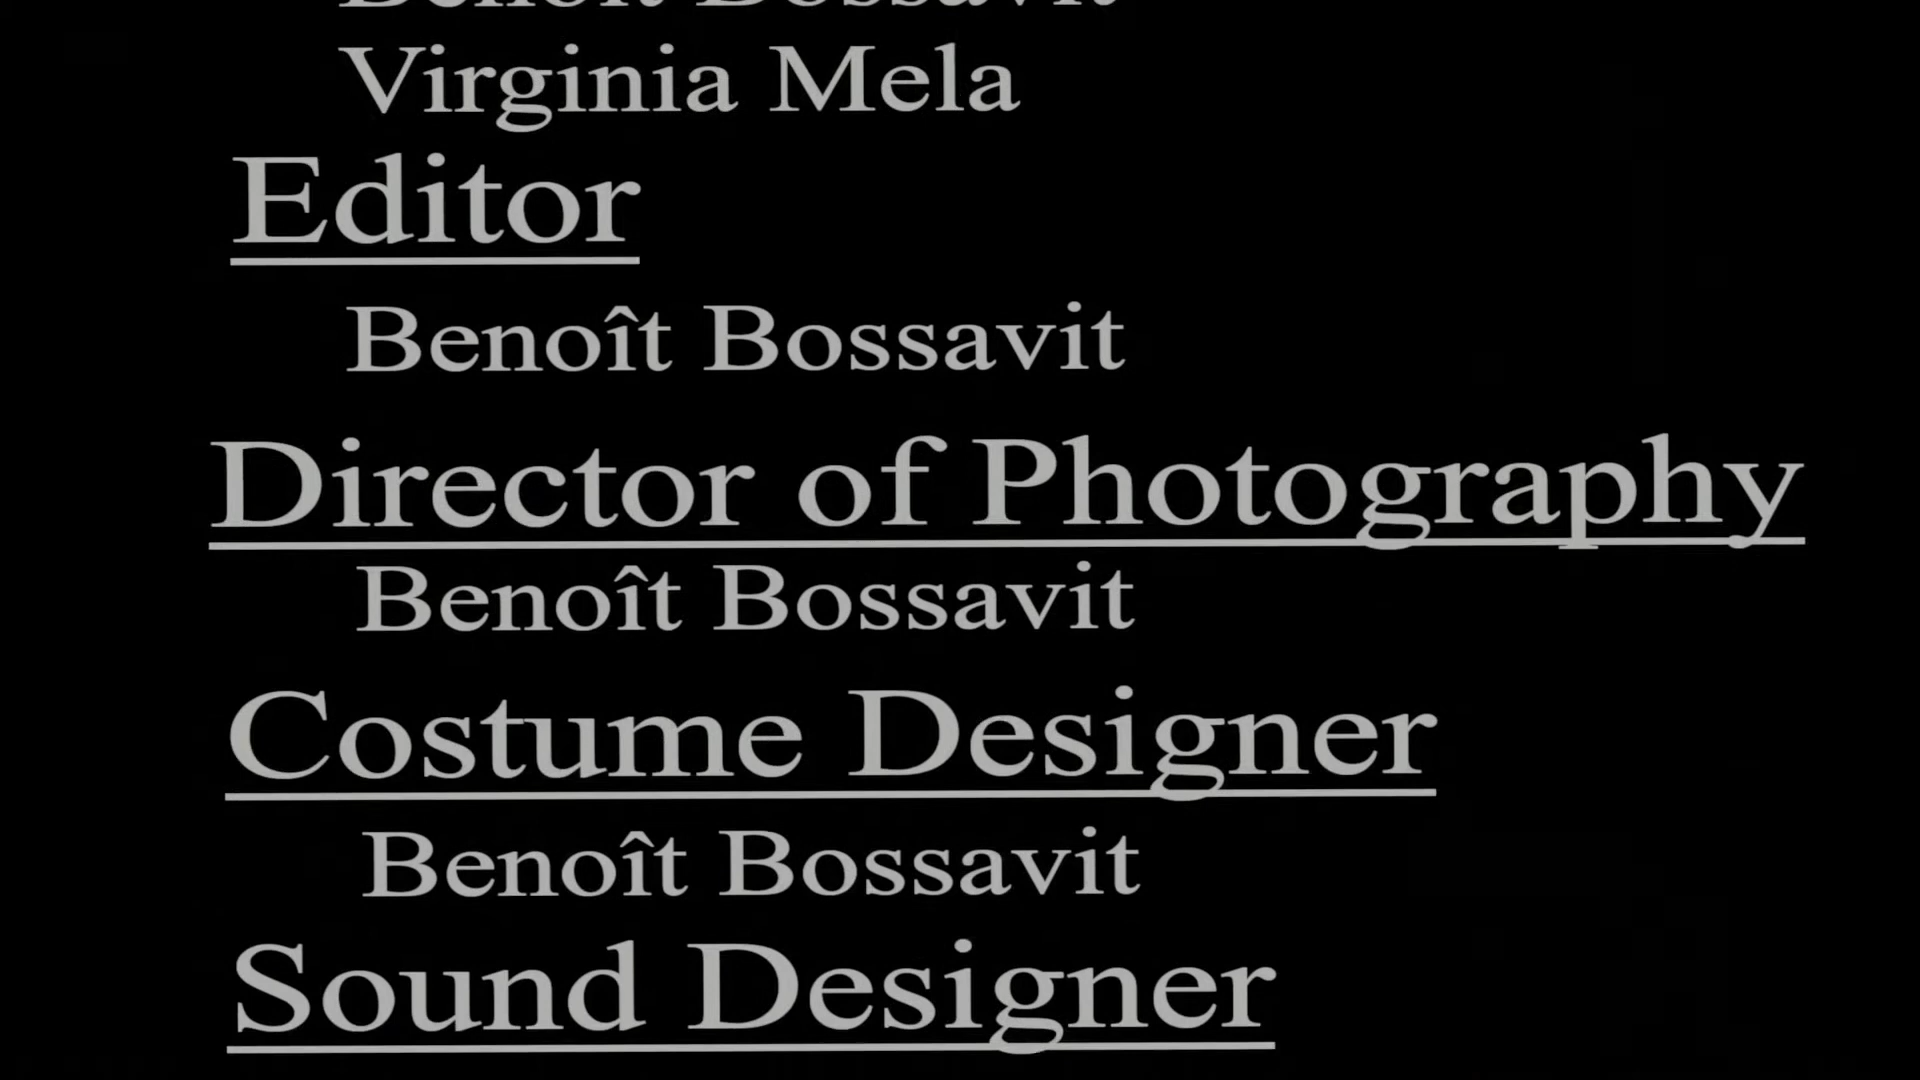 Benoît Bossavit
Virginia Mela
Editor
Benoît Bossavit
Director of Photography
Benoît Bossavit
Costume Designer
Benoît Bossavit
Sound Designer